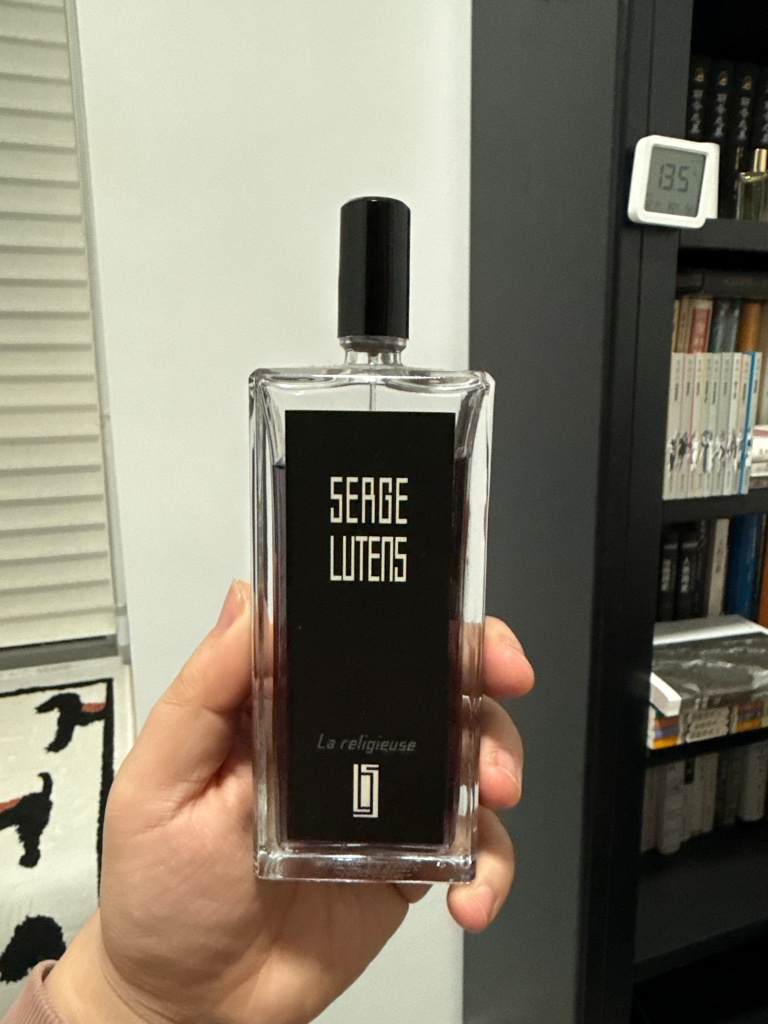 13.5
SERGE
LUTENS
La religieuse